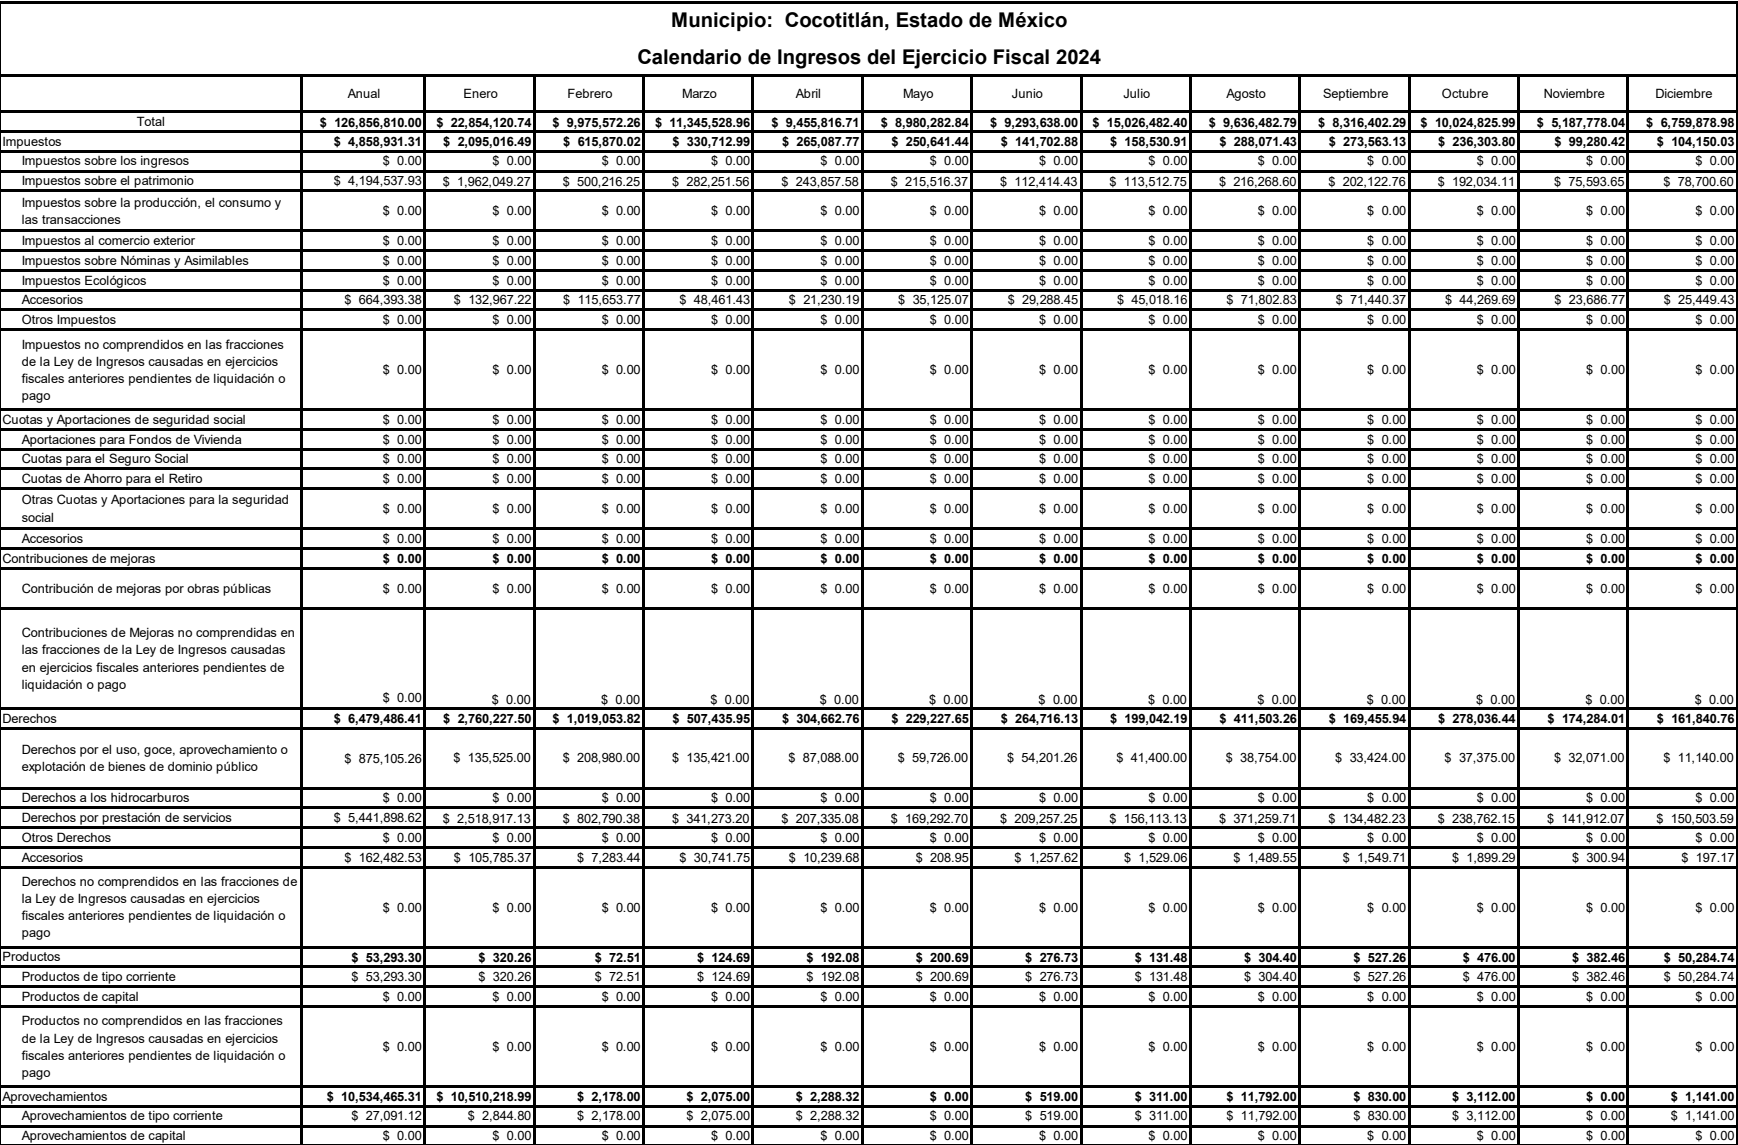 Municipio: Cocotitlán, Estado de México
Calendario de Ingresos del Ejercicio Fiscal 2024
Anual Enero Febrero Marzo Abril Mayo Junio Julio Agosto Septiembre Octubre Noviembre Diciembre
Total $ 126,856,810.00 $ 22,854,120.74 $ 9,975,572.26 $ 11,345,528.96 $ 9,455,816.71 $ 8,980,282.84 $ 9,293,638.00 $ 15,026,482.40 $ 9,636,482.79 $ 8,316,402.29 $ 10,024,825.99 $ 5,187,778.04 $ 6,759,878.98
Impuestos $ 4,858,931.31 $ 2,095,016.49 $ 615,870.02 $ 330,712.99 $ 265,087.77 $ 250,641.44 $ 141,702.88 $ 158,530.91 $ 288,071.43 $ 273,563.13 $ 236,303.80 $ 99,280.42 $ 104,150.03
Impuestos sobre los ingresos $ 0.00 $ 0.00 $ 0.00 $ 0.00 $ 0.00 $ 0.00 $ 0.00 $ 0.00 $ 0.00 $ 0.00 $ 0.00 $ 0.00 $ 0.00
Impuestos sobre el patrimonio $ 4,194,537.93 $ 1,962,049.27 $ 500,216.25 $ 282,251.56 $ 243,857.58 $ 215,516.37 $ 112,414.43 $ 113,512.75 $ 216,268.60 $ 202,122.76 $ 192,034.11 $ 75,593.65 $ 78,700.60
Impuestos sobre la producción, el consumo y
las transacciones $ 0.00 $ 0.00 $ 0.00 $ 0.00 $ 0.00 $ 0.00 $ 0.00 $ 0.00 $ 0.00 $ 0.00 $ 0.00 $ 0.00 $ 0.00
Impuestos al comercio exterior $ 0.00 $ 0.00 $ 0.00 $ 0.00 $ 0.00 $ 0.00 $ 0.00 $ 0.00 $ 0.00 $ 0.00 $ 0.00 $ 0.00 $ 0.00
Impuestos sobre Nóminas y Asimilables $ 0.00 $ 0.00 $ 0.00 $ 0.00 $ 0.00 $ 0.00 $ 0.00 $ 0.00 $ 0.00 $ 0.00 $ 0.00 $ 0.00 $ 0.00
Impuestos Ecológicos $ 0.00 $ 0.00 $ 0.00 $ 0.00 $ 0.00 $ 0.00 $ 0.00 $ 0.00 $ 0.00 $ 0.00 $ 0.00 $ 0.00 $ 0.00
Accesorios $ 664,393.38 $ 132,967.22 $ 115,653.77 $ 48,461.43 $ 21,230.19 $ 35,125.07 $ 29,288.45 $ 45,018.16 $ 71,802.83 $ 71,440.37 $ 44,269.69 $ 23,686.77 $ 25,449.43
Otros Impuestos $ 0.00 $ 0.00 $ 0.00 $ 0.00 $ 0.00 $ 0.00 $ 0.00 $ 0.00 $ 0.00 $ 0.00 $ 0.00 $ 0.00 $ 0.00
Impuestos no comprendidos en las fracciones
de la Ley de Ingresos causadas en ejercicios
fiscales anteriores pendientes de liquidación o
pago $ 0.00 $ 0.00 $ 0.00 $ 0.00 $ 0.00 $ 0.00 $ 0.00 $ 0.00 $ 0.00 $ 0.00 $ 0.00 $ 0.00 $ 0.00
Cuotas y Aportaciones de seguridad social $ 0.00 $ 0.00 $ 0.00 $ 0.00 $ 0.00 $ 0.00 $ 0.00 $ 0.00 $ 0.00 $ 0.00 $ 0.00 $ 0.00 $ 0.00
Aportaciones para Fondos de Vivienda $ 0.00 $ 0.00 $ 0.00 $ 0.00 $ 0.00 $ 0.00 $ 0.00 $ 0.00 $ 0.00 $ 0.00 $ 0.00 $ 0.00 $ 0.00
Cuotas para el Seguro Social $ 0.00 $ 0.00 $ 0.00 $ 0.00 $ 0.00 $ 0.00 $ 0.00 $ 0.00 $ 0.00 $ 0.00 $ 0.00 $ 0.00 $ 0.00
Cuotas de Ahorro para el Retiro $ 0.00 $ 0.00 $ 0.00 $ 0.00 $ 0.00 $ 0.00 $ 0.00 $ 0.00 $ 0.00 $ 0.00 $ 0.00 $ 0.00 $ 0.00
Otras Cuotas y Aportaciones para la seguridad
social $ 0.00 $ 0.00 $ 0.00 $ 0.00 $ 0.00 $ 0.00 $ 0.00 $ 0.00 $ 0.00 $ 0.00 $ 0.00 $ 0.00 $ 0.00
Accesorios $ 0.00 $ 0.00 $ 0.00 $ 0.00 $ 0.00 $ 0.00 $ 0.00 $ 0.00 $ 0.00 $ 0.00 $ 0.00 $ 0.00 $ 0.00
Contribuciones de mejoras $ 0.00 $ 0.00 $ 0.00 $ 0.00 $ 0.00 $ 0.00 $ 0.00 $ 0.00 $ 0.00 $ 0.00 $ 0.00 $ 0.00 $ 0.00
Contribución de mejoras por obras públicas $ 0.00 $ 0.00 $ 0.00 $ 0.00 $ 0.00 $ 0.00 $ 0.00 $ 0.00 $ 0.00 $ 0.00 $ 0.00 $ 0.00 $ 0.00
Contribuciones de Mejoras no comprendidas en
las fracciones de la Ley de Ingresos causadas
en ejercicios fiscales anteriores pendientes de
liquidación o pago $ 0.00 $ 0.00 $ 0.00 $ 0.00 $ 0.00 $ 0.00 $ 0.00 $ 0.00 $ 0.00 $ 0.00 $ 0.00 $ 0.00 $ 0.00
Derechos $ 6,479,486.41 $ 2,760,227.50 $ 1,019,053.82 $ 507,435.95 $ 304,662.76 $ 229,227.65 $ 264,716.13 $ 199,042.19 $ 411,503.26 $ 169,455.94 $ 278,036.44 $ 174,284.01 $ 161,840.76
Derechos por el uso, goce, aprovechamiento o
explotación de bienes de dominio público $ 875,105.26 $ 135,525.00 $ 208,980.00 $ 135,421.00 $ 87,088.00 $ 59,726.00 $ 54,201.26 $ 41,400.00 $ 38,754.00 $ 33,424.00 $ 37,375.00 $ 32,071.00 $ 11,140.00
Derechos a los hidrocarburos $ 0.00 $ 0.00 $ 0.00 $ 0.00 $ 0.00 $ 0.00 $ 0.00 $ 0.00 $ 0.00 $ 0.00 $ 0.00 $ 0.00 $ 0.00
Derechos por prestación de servicios $ 5,441,898.62 $ 2,518,917.13 $ 802,790.38 $ 341,273.20 $ 207,335.08 $ 169,292.70 $ 209,257.25 $ 156,113.13 $ 371,259.71 $ 134,482.23 $ 238,762.15 $ 141,912.07 $ 150,503.59
Otros Derechos $ 0.00 $ 0.00 $ 0.00 $ 0.00 $ 0.00 $ 0.00 $ 0.00 $ 0.00 $ 0.00 $ 0.00 $ 0.00 $ 0.00 $ 0.00
Accesorios $ 162,482.53 $ 105,785.37 $ 7,283.44 $ 30,741.75 $ 10,239.68 $ 208.95 $ 1,257.62 $ 1,529.06 $ 1,489.55 $ 1,549.71 $ 1,899.29 $ 300.94 $ 197.17
Derechos no comprendidos en las fracciones de
la Ley de Ingresos causadas en ejercicios
fiscales anteriores pendientes de liquidación o
pago $ 0.00 $ 0.00 $ 0.00 $ 0.00 $ 0.00 $ 0.00 $ 0.00 $ 0.00 $ 0.00 $ 0.00 $ 0.00 $ 0.00 $ 0.00
Productos $ 53,293.30 $ 320.26 $ 72.51 $ 124.69 $ 192.08 $ 200.69 $ 276.73 $ 131.48 $ 304.40 $ 527.26 $ 476.00 $ 382.46 $ 50,284.74
Productos de tipo corriente $ 53,293.30 $ 320.26 $ 72.51 $ 124.69 $ 192.08 $ 200.69 $ 276.73 $ 131.48 $ 304.40 $ 527.26 $ 476.00 $ 382.46 $ 50,284.74
Productos de capital $ 0.00 $ 0.00 $ 0.00 $ 0.00 $ 0.00 $ 0.00 $ 0.00 $ 0.00 $ 0.00 $ 0.00 $ 0.00 $ 0.00 $ 0.00
Productos no comprendidos en las fracciones
de la Ley de Ingresos causadas en ejercicios
fiscales anteriores pendientes de liquidación o
pago $ 0.00 $ 0.00 $ 0.00 $ 0.00 $ 0.00 $ 0.00 $ 0.00 $ 0.00 $ 0.00 $ 0.00 $ 0.00 $ 0.00 $ 0.00
Aprovechamientos $ 10,534,465.31 $ 10,510,218.99 $ 2,178.00 $ 2,075.00 $ 2,288.32 $ 0.00 $ 519.00 $ 311.00 $ 11,792.00 $ 830.00 $ 3,112.00 $ 0.00 $ 1,141.00
Aprovechamientos de tipo corriente $ 27,091.12 $ 2,844.80 $ 2,178.00 $ 2,075.00 $ 2,288.32 $ 0.00 $ 519.00 $ 311.00 $ 11,792.00 $ 830.00 $ 3,112.00 $ 0.00 $ 1,141.00
Aprovechamientos de capital $ 0.00 $ 0.00 $ 0.00 $ 0.00 $ 0.00 $ 0.00 $ 0.00 $ 0.00 $ 0.00 $ 0.00 $ 0.00 $ 0.00 $ 0.00